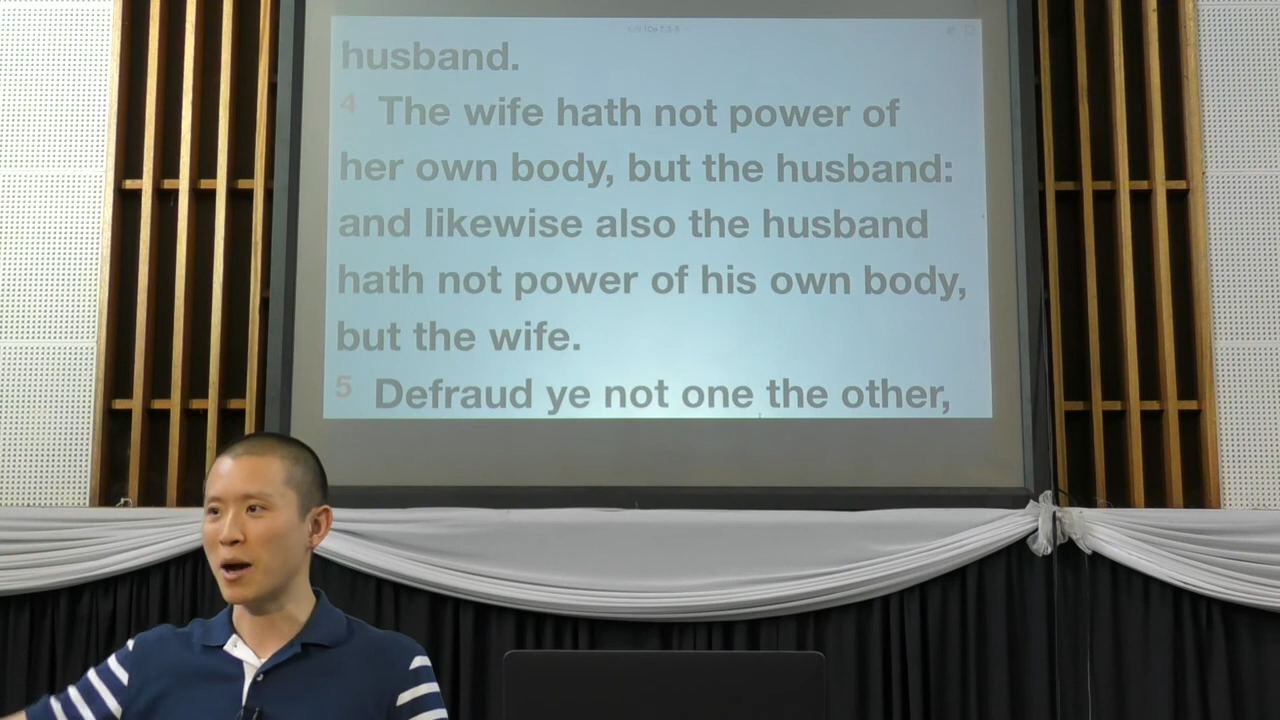 husband.
4 The wife hath not power of
her own body, but the husband:
and likewise also the husband
hath not power of his own body,
but the wife.
5 Defraud ye not one the other,